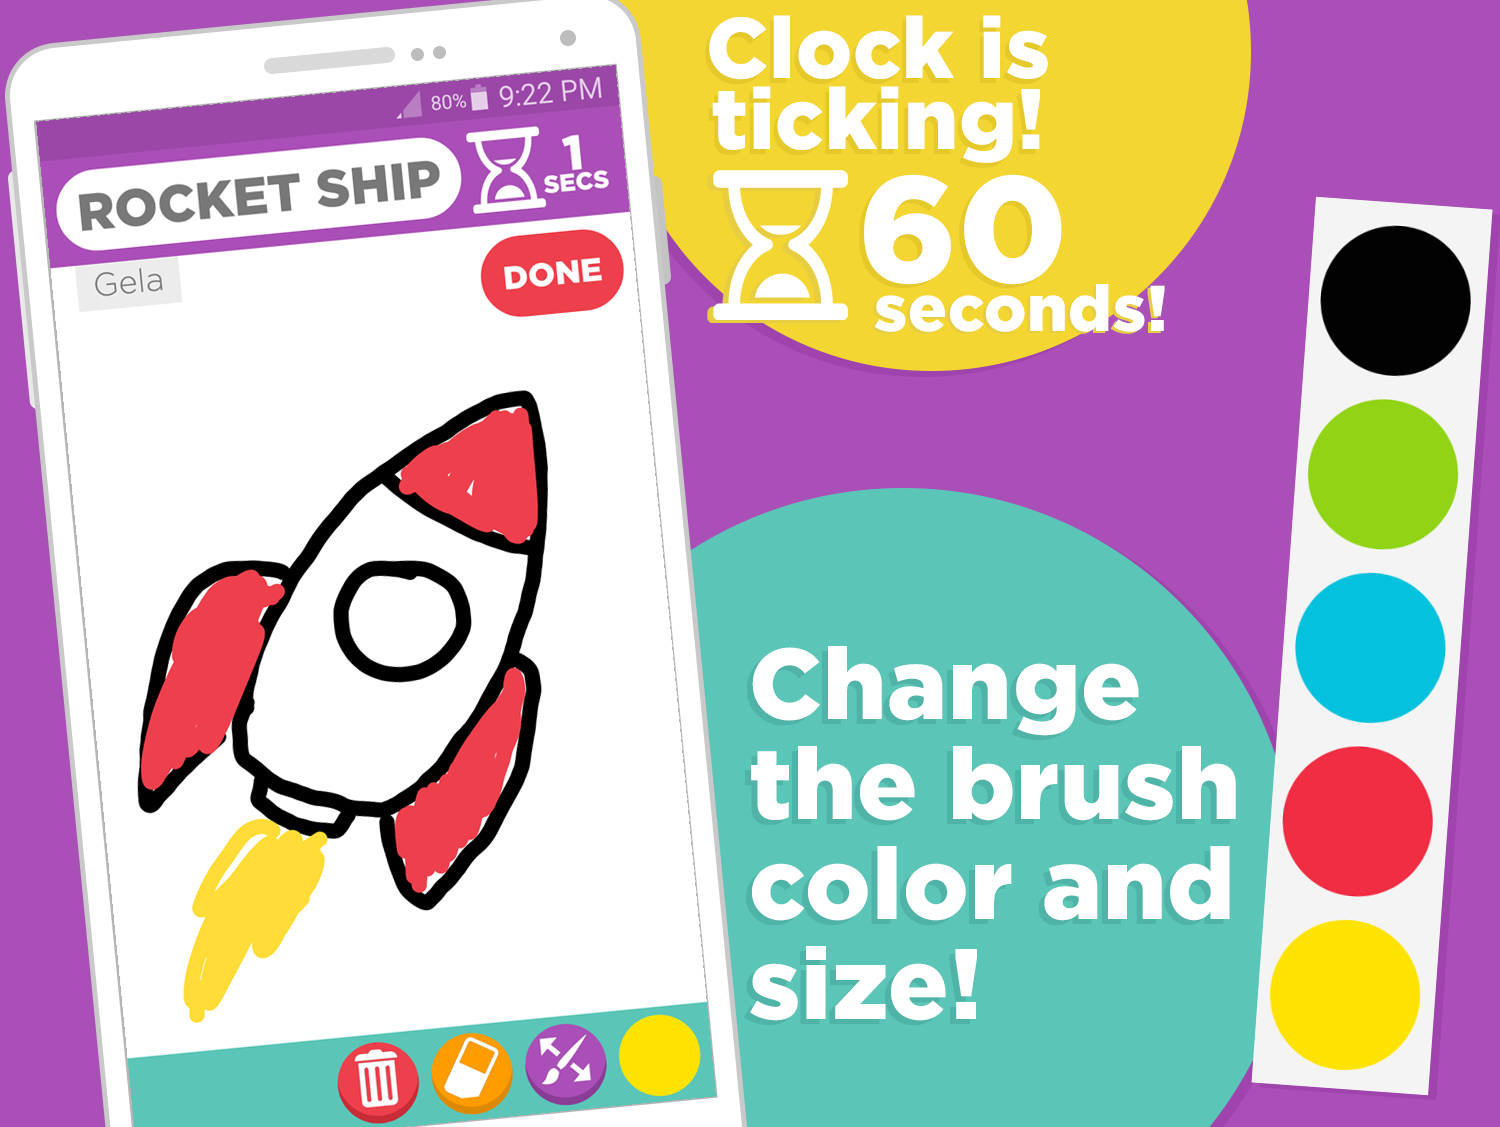 80% 9:22 PM
ROCKET SHIP
1
SECS
Gela
DONE
Clock is
ticking!
60
seconds!
Change
the brush
color and
size!